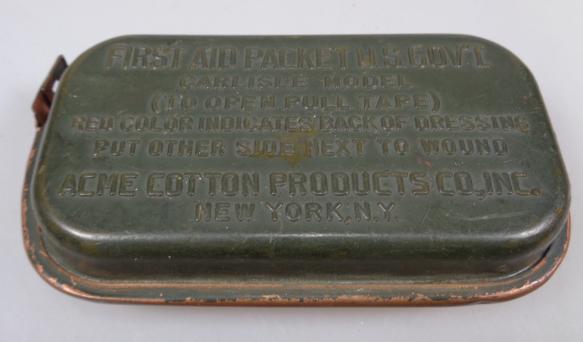 FIRST AID PACKET U.S. GOV'T
CARLISLE MODEL
(TO OPEN PULL TAPE)
RED COLOR INDICATES BACK OF DRESSING
PUT OTHER SIDE NEXT TO WOUND
ACME COTTON PRODUCTS CO., INC.
NEW YORK, N.Y.